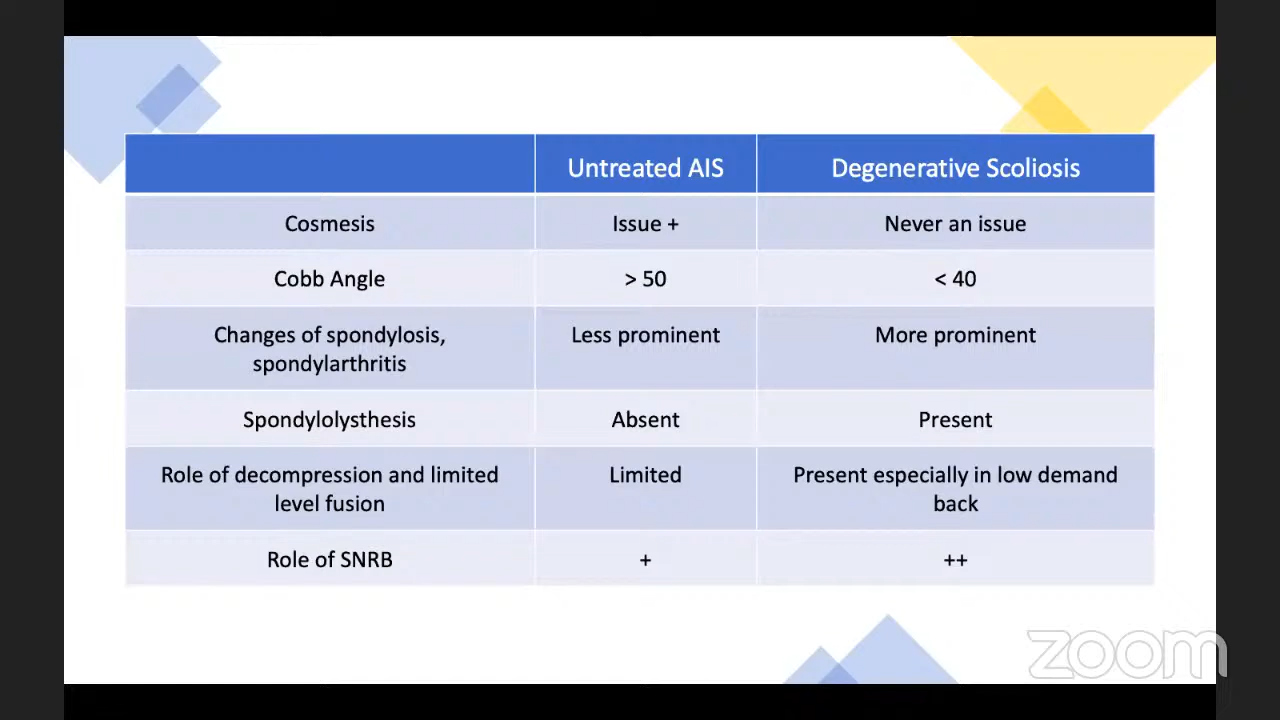 Untreated AIS
Degenerative Scoliosis
Cosmesis
Issue +
Never an issue
Cobb Angle
> 50
< 40
Changes of spondylosis,
spondylarthritis
Less prominent
More prominent
Spondylolysthesis
Absent
Present
Role of decompression and limited
level fusion
Limited
Present especially in low demand
back
Role of SNRB
+
++
zoom